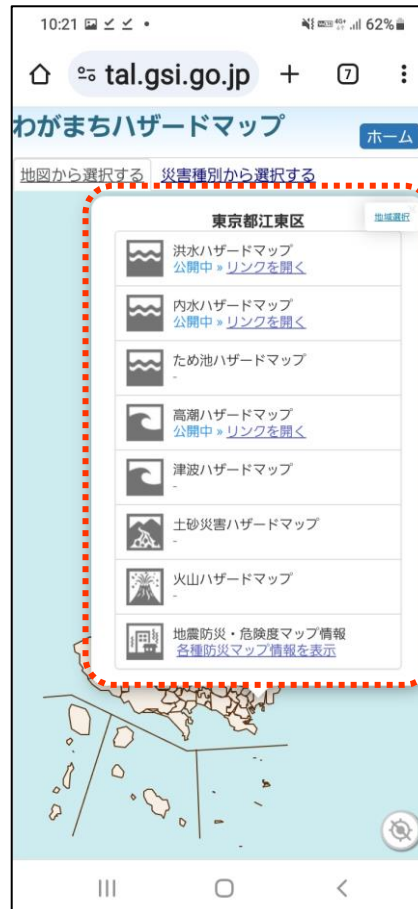 10:21 62%
tal.gsi.go.jp 7
わがまちハザードマップ
ホーム
地図から選択する 災害種別から選択する
東京都江東区
地域選択
洪水ハザードマップ
公開中 » リンクを開く
内水ハザードマップ
公開中 » リンクを開く
ため池ハザードマップ
-
高潮ハザードマップ
公開中 » リンクを開く
津波ハザードマップ
-
土砂災害ハザードマップ
-
火山ハザードマップ
-
地震防災・危険度マップ情報
各種防災マップ情報を表示